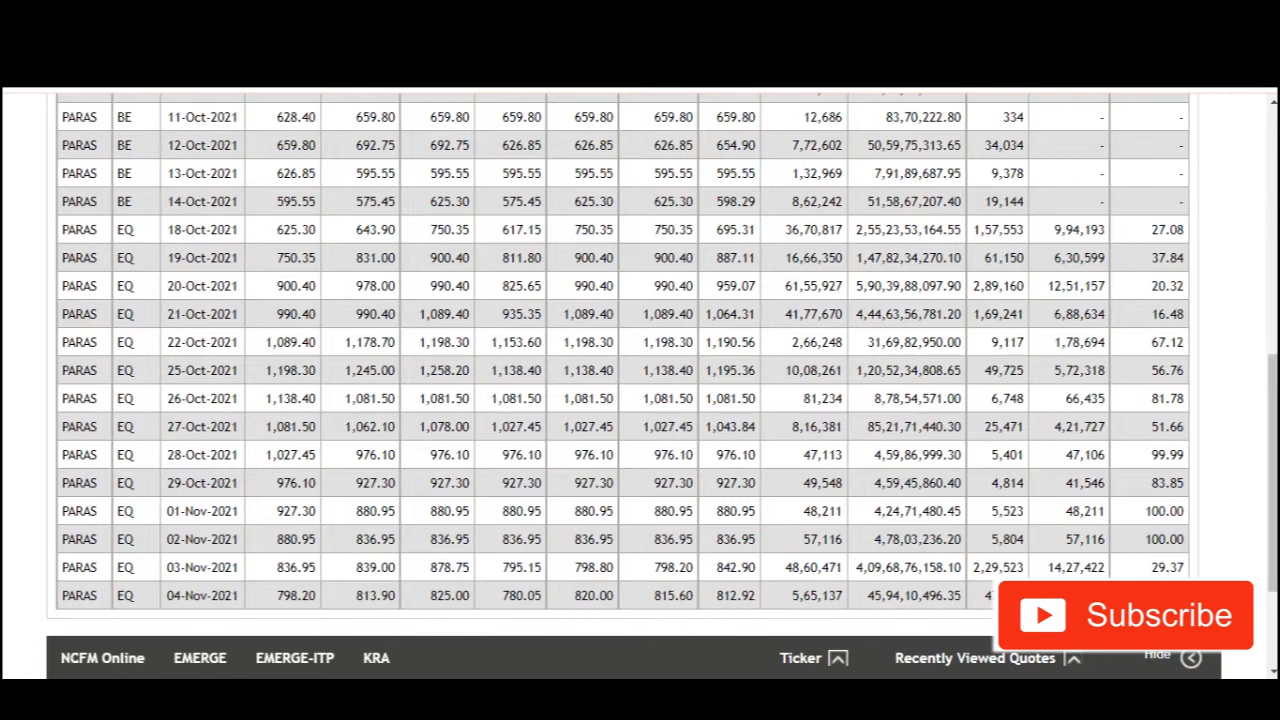 PARAS BE 11-Oct-2021 628.40 659.80 659.80 659.80 659.80 659.80 659.80 12,686 83,70,222.80 334 - -
PARAS BE 12-Oct-2021 659.80 692.75 692.75 626.85 626.85 626.85 654.90 7,72,602 50,59,75,313.65 34,034 - -
PARAS BE 13-Oct-2021 626.85 595.55 595.55 595.55 595.55 595.55 595.55 1,32,969 7,91,89,687.95 9,378 - -
PARAS BE 14-Oct-2021 595.55 575.45 625.30 575.45 625.30 625.30 598.29 8,62,242 51,58,67,207.40 19,144 - -
PARAS EQ 18-Oct-2021 625.30 643.90 750.35 617.15 750.35 750.35 695.31 36,70,817 2,55,23,53,164.55 1,57,553 9,94,193 27.08
PARAS EQ 19-Oct-2021 750.35 831.00 900.40 811.80 900.40 900.40 887.11 16,66,350 1,47,82,34,270.10 61,150 6,30,599 37.84
PARAS EQ 20-Oct-2021 900.40 978.00 990.40 825.65 990.40 990.40 959.07 61,55,927 5,90,39,88,097.90 2,89,160 12,51,157 20.32
PARAS EQ 21-Oct-2021 990.40 990.40 1,089.40 935.35 1,089.40 1,089.40 1,064.31 41,77,670 4,44,63,56,781.20 1,69,241 6,88,634 16.48
PARAS EQ 22-Oct-2021 1,089.40 1,178.70 1,198.30 1,153.60 1,198.30 1,198.30 1,190.56 2,66,248 31,69,82,950.00 9,117 1,78,694 67.12
PARAS EQ 25-Oct-2021 1,198.30 1,245.00 1,258.20 1,138.40 1,138.40 1,138.40 1,195.36 10,08,261 1,20,52,34,808.65 49,725 5,72,318 56.76
PARAS EQ 26-Oct-2021 1,138.40 1,081.50 1,081.50 1,081.50 1,081.50 1,081.50 1,081.50 81,234 8,78,54,571.00 6,748 66,435 81.78
PARAS EQ 27-Oct-2021 1,081.50 1,062.10 1,078.00 1,027.45 1,027.45 1,027.45 1,043.84 8,16,381 85,21,71,440.30 25,471 4,21,727 51.66
PARAS EQ 28-Oct-2021 1,027.45 976.10 976.10 976.10 976.10 976.10 976.10 47,113 4,59,86,999.30 5,401 47,106 99.99
PARAS EQ 29-Oct-2021 976.10 927.30 927.30 927.30 927.30 927.30 927.30 49,548 4,59,45,860.40 4,814 41,546 83.85
PARAS EQ 01-Nov-2021 927.30 880.95 880.95 880.95 880.95 880.95 880.95 48,211 4,24,71,480.45 5,523 48,211 100.00
PARAS EQ 02-Nov-2021 880.95 836.95 836.95 836.95 836.95 836.95 836.95 57,116 4,78,03,236.20 5,804 57,116 100.00
PARAS EQ 03-Nov-2021 836.95 839.00 878.75 795.15 798.80 798.20 842.90 48,60,471 4,09,68,76,158.10 2,29,523 14,27,422 29.37
PARAS EQ 04-Nov-2021 798.20 813.90 825.00 780.05 820.00 815.60 812.92 5,65,137 45,94,10,496.35
Subscribe
NCFM Online EMERGE EMERGE-ITP KRA Ticker Recently Viewed Quotes Hide